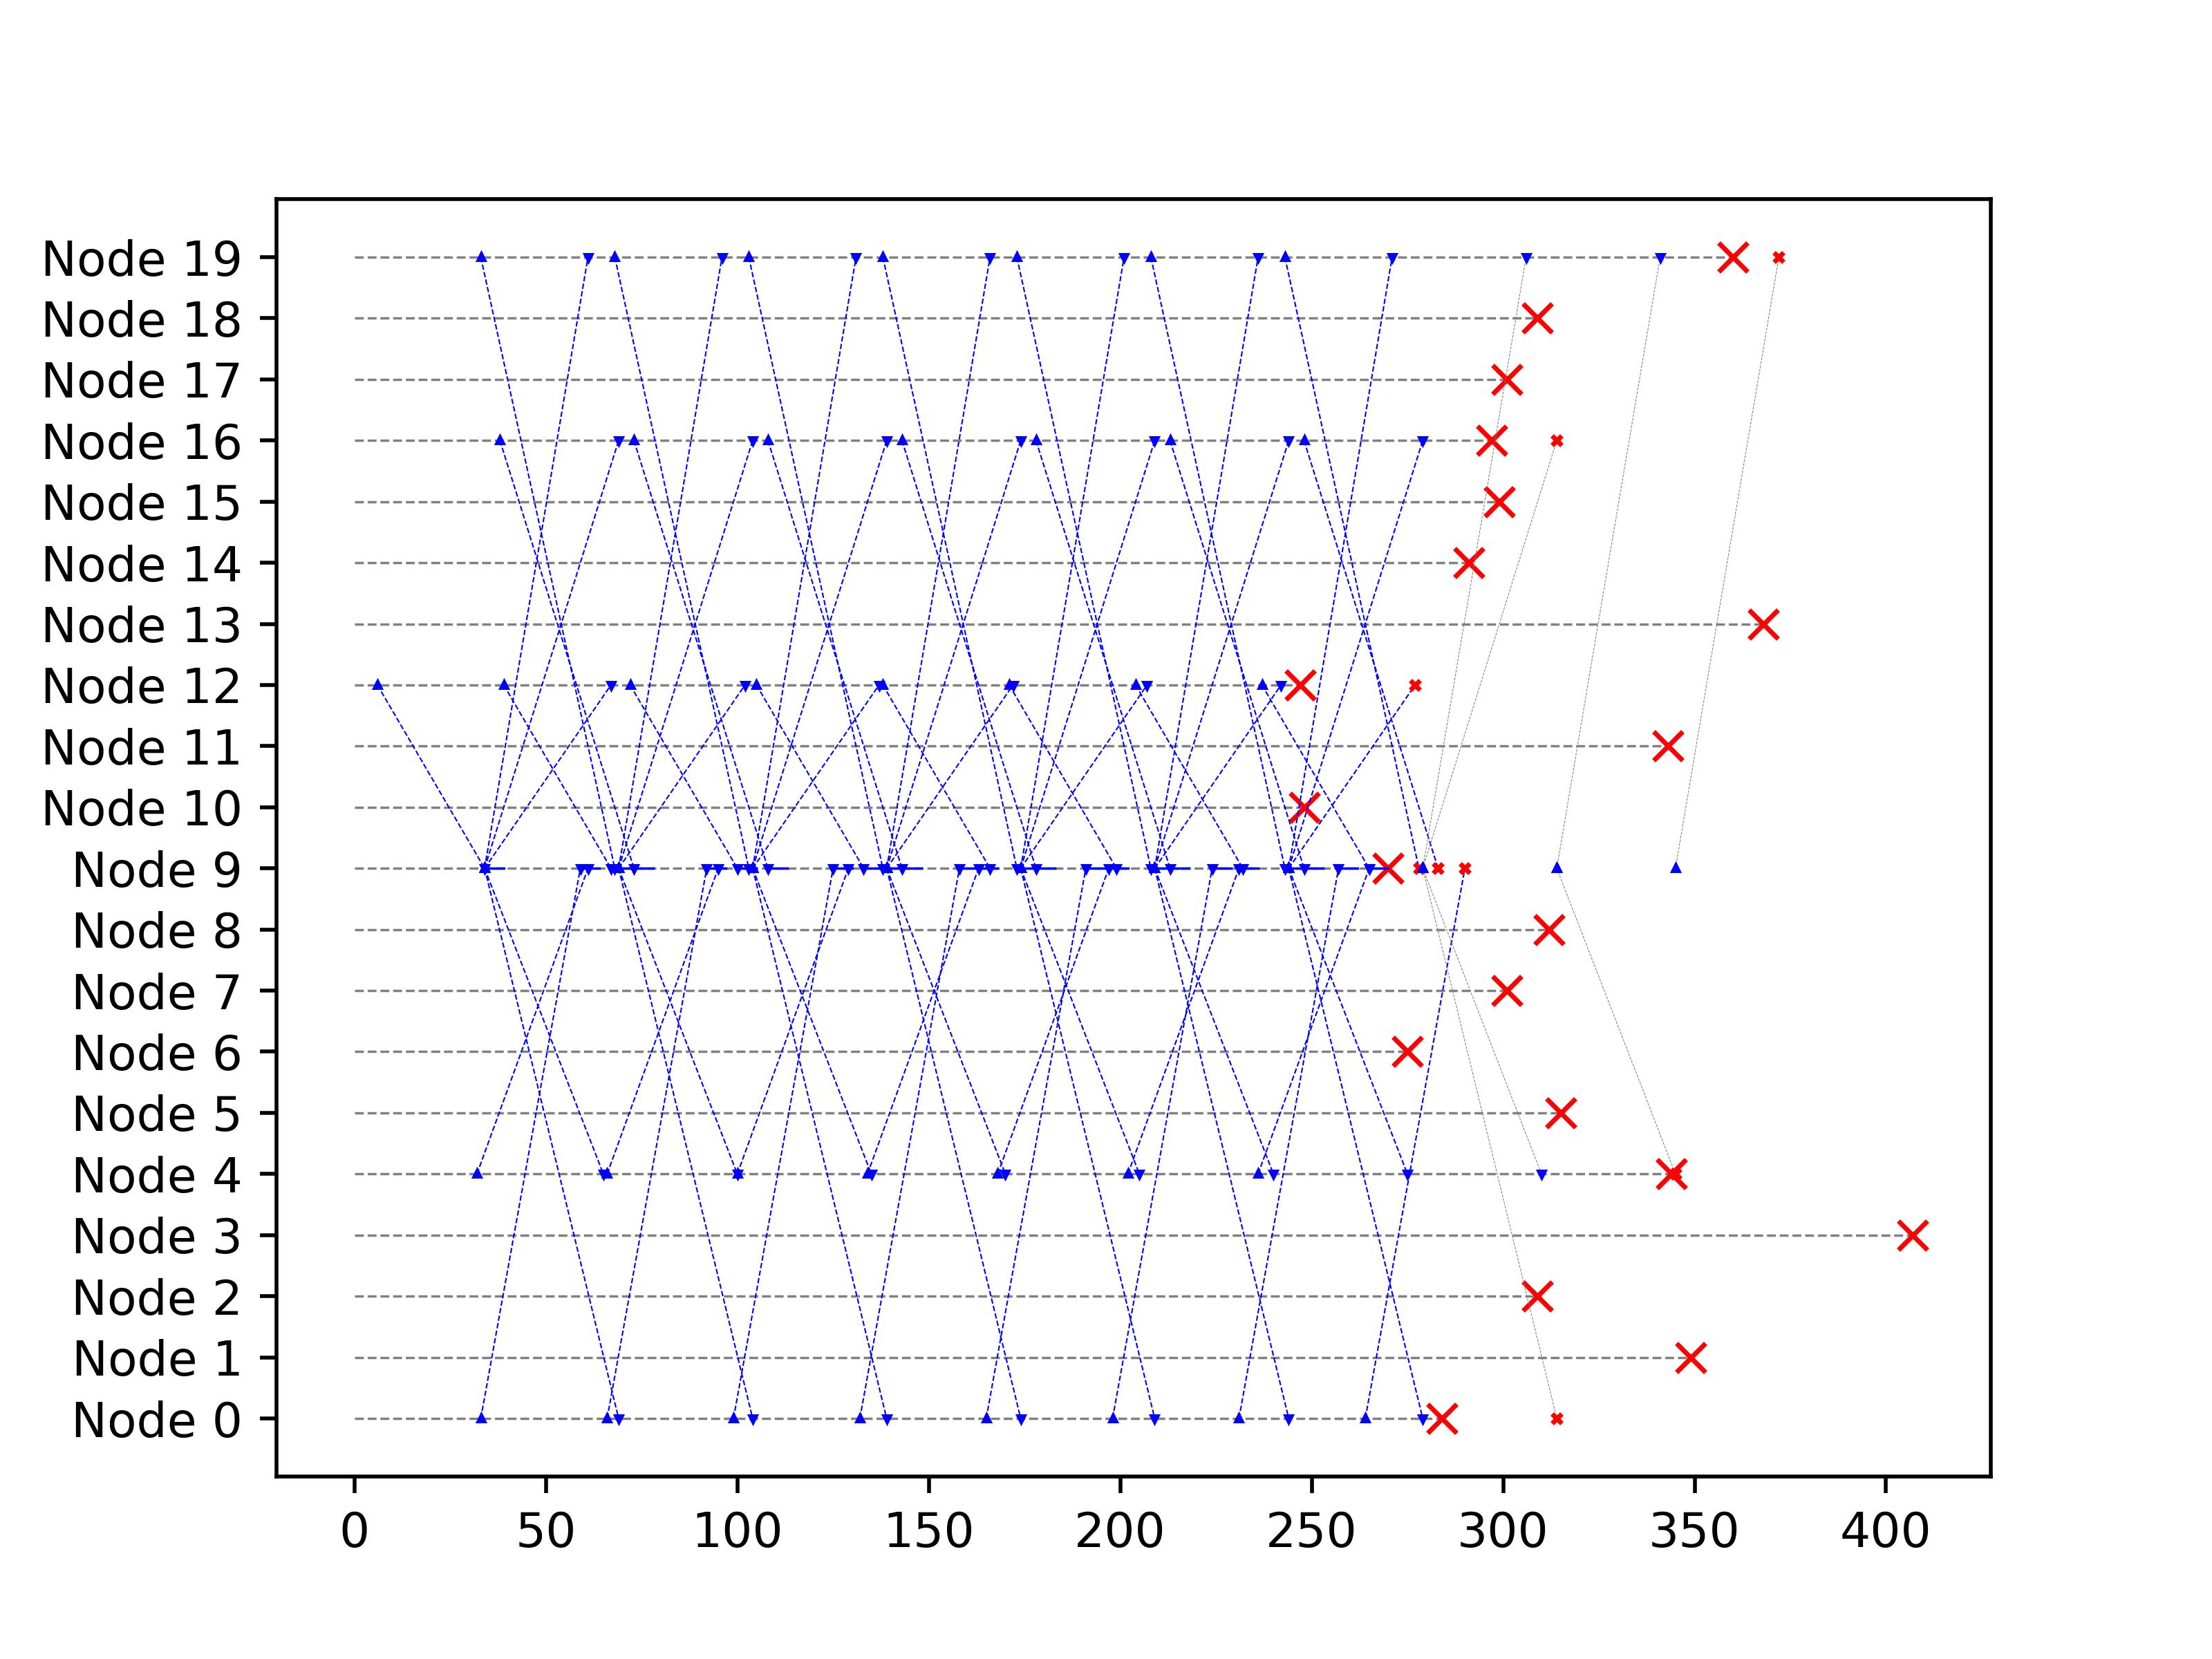 Node 19
Node 18
Node 17
Node 16
Node 15
Node 14
Node 13
Node 12
Node 11
Node 10
Node 9
Node 8
Node 7
Node 6
Node 5
Node 4
Node 3
Node 2
Node 1
Node 0
0 50 100 150 200 250 300 350 400